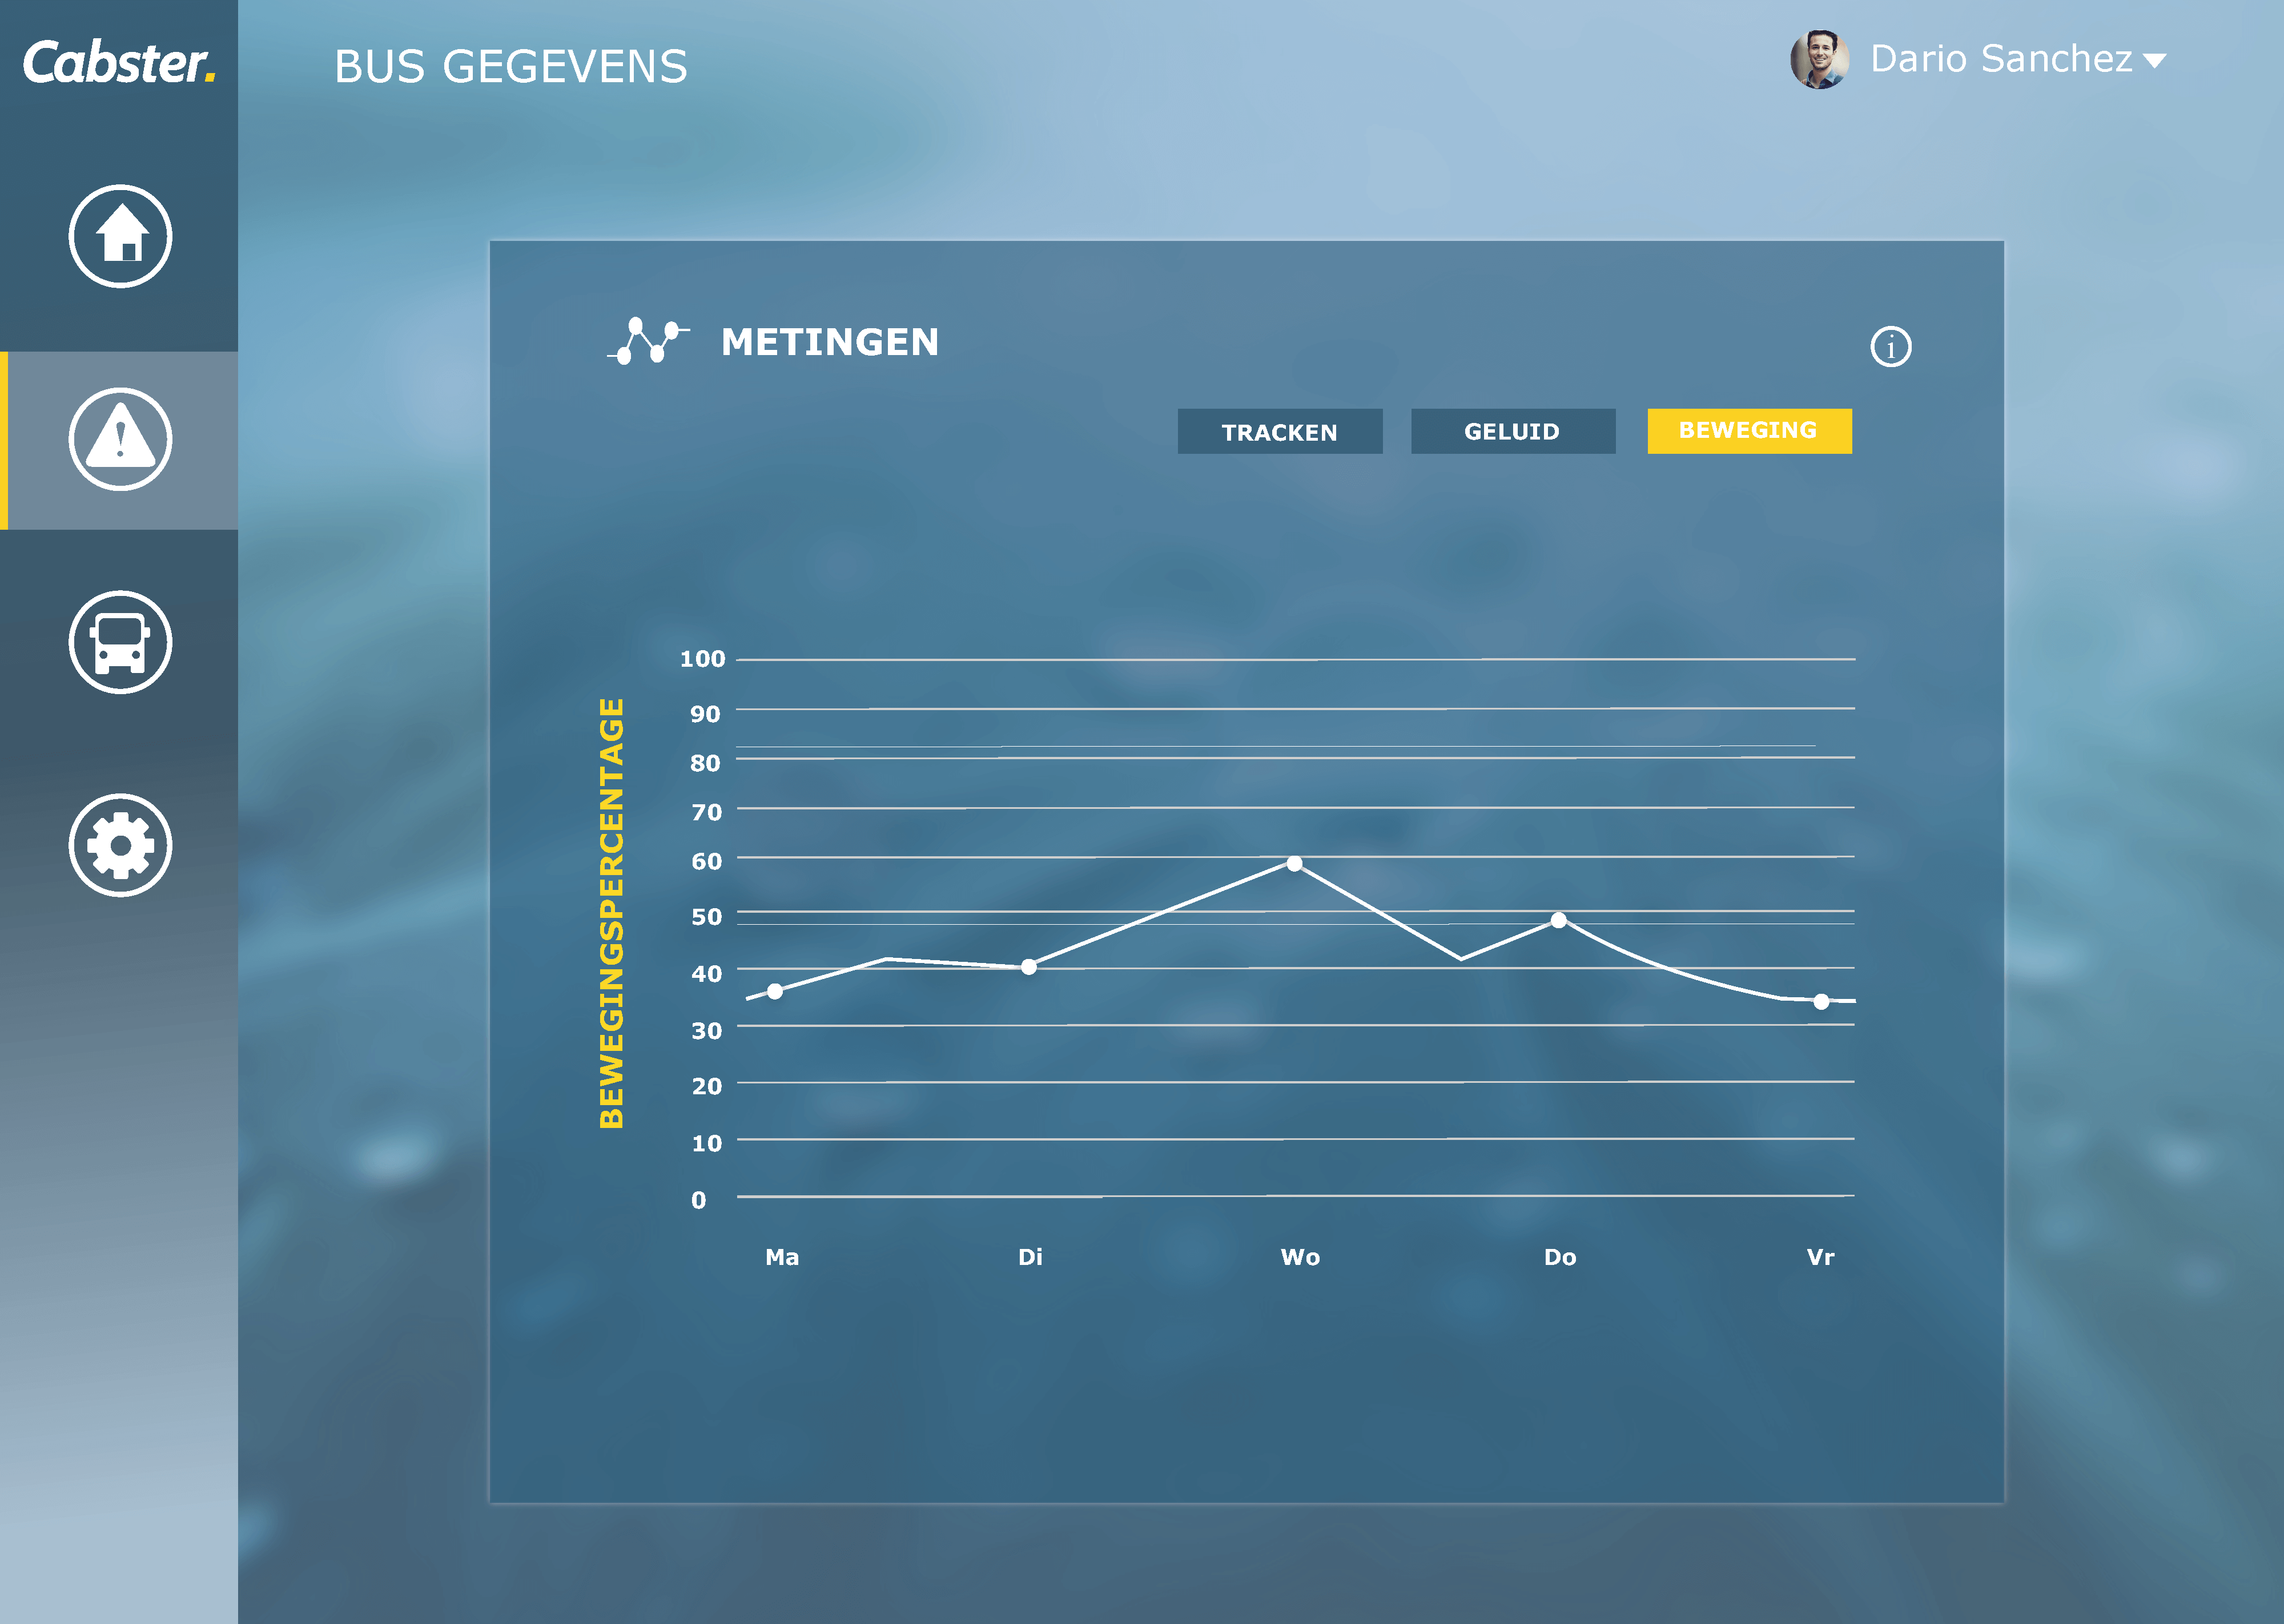 Cabster.
BUS GEGEVENS
Dario Sanchez
METINGEN
i
TRACKEN
GELUID
BEWEGING
BEWEGINGSPERCENTAGE
100
90
80
70
60
50
40
30
20
10
0
Ma
Di
Wo
Do
Vr